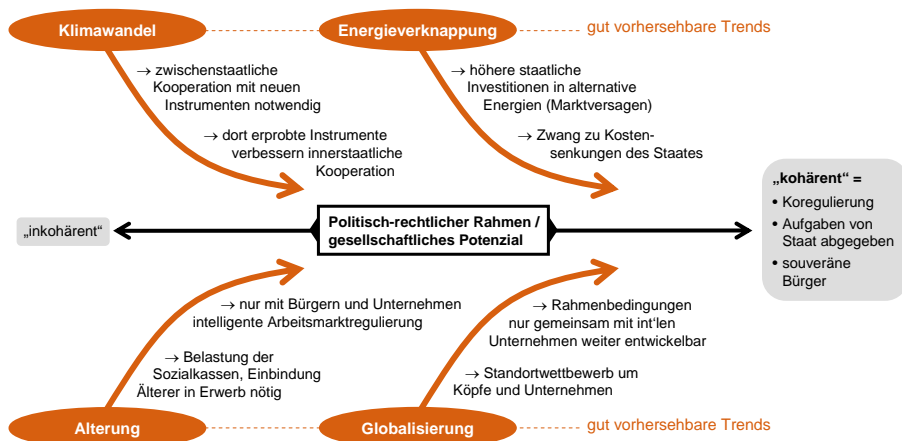 Klimawandel
Energieverknappung
gut vorhersehbare Trends
→ zwischenstaatliche
Kooperation mit neuen
Instrumenten notwendig
→ dort erprobte Instrumente
verbessern innerstaatliche
Kooperation
→ höhere staatliche
Investitionen in alternative
Energien (Marktversagen)
→ Zwang zu Kosten-
senkungen des Staates
„inkohärent“
Politisch-rechtlicher Rahmen /
gesellschaftliches Potenzial
„kohärent“ =
• Koregulierung
• Aufgaben von
Staat abgegeben
• souveräne
Bürger
→ nur mit Bürgern und Unternehmen
intelligente Arbeitsmarktregulierung
→ Belastung der
Sozialkassen, Einbindung
Älterer in Erwerb nötig
→ Rahmenbedingungen
nur gemeinsam mit int'len
Unternehmen weiter entwickelbar
→ Standortwettbewerb um
Köpfe und Unternehmen
Alterung
Globalisierung
gut vorhersehbare Trends